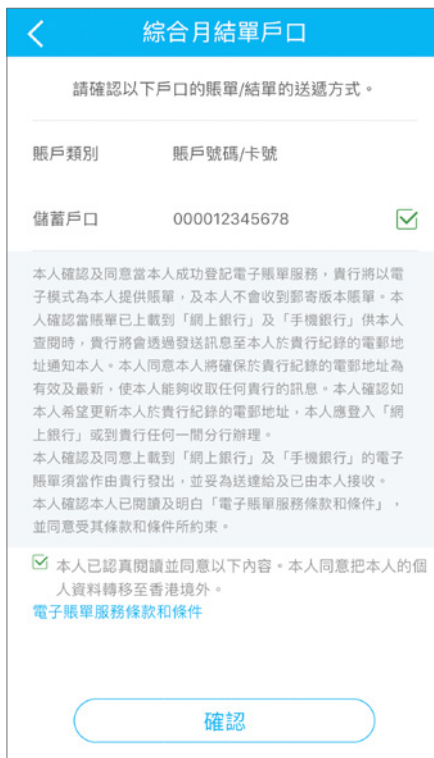 綜合月結單戶口
請確認以下戶口的賬單/結單的送遞方式。
賬戶類別 賬戶號碼/卡號
儲蓄戶口 000012345678
本人確認及同意當本人成功登記電子賬單服務，貴行將以電
子模式為本人提供賬單，及本人不會收到郵寄版本賬單。本
人確認當賬單已上載到「網上銀行」及「手機銀行」供本人
查閱時，貴行將會透過發送訊息至本人於貴行紀錄的電郵地
址通知本人。本人同意本人將確保於貴行紀錄的電郵地址為
有效及最新，使本人能夠收取任何貴行的訊息。本人確認如
本人希望更新本人於貴行紀錄的電郵地址，本人應登入「網
上銀行」或到貴行任何一間分行辦理。
本人確認及同意上載到「網上銀行」及「手機銀行」的電子
賬單須當作由貴行發出，並妥為送達給及已由本人接收。
本人確認本人已閱讀及明白「電子賬單服務條款和條件」，
並同意受其條款和條件所約束。
本人已認真閱讀並同意以下內容。本人同意把本人的個
人資料轉移至香港境外。
電子賬單服務條款和條件
確認